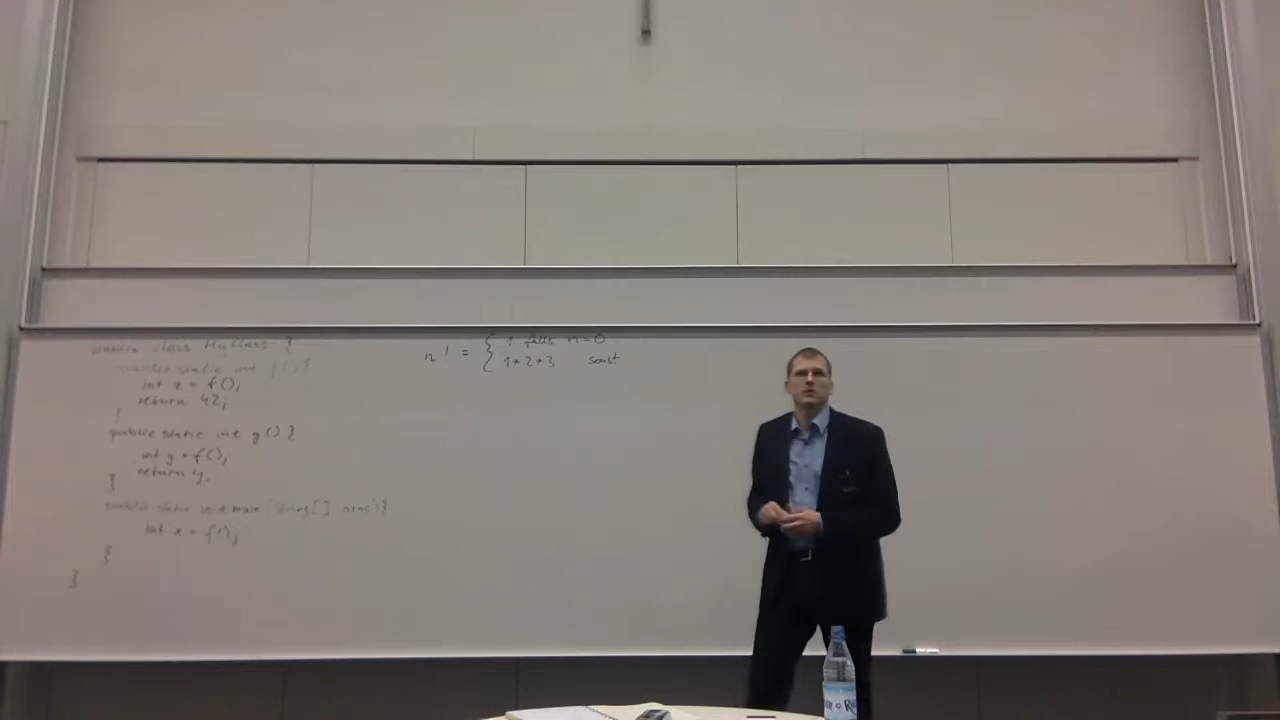 public class MyClass {
public static int f() {
int x = f();
return 42;
}
public static int g() {
int y = f();
return y;
}
public static void main (String[] args) {
int x = f();
}
}
n! = { 1 falls n=0
1*2*3 sonst